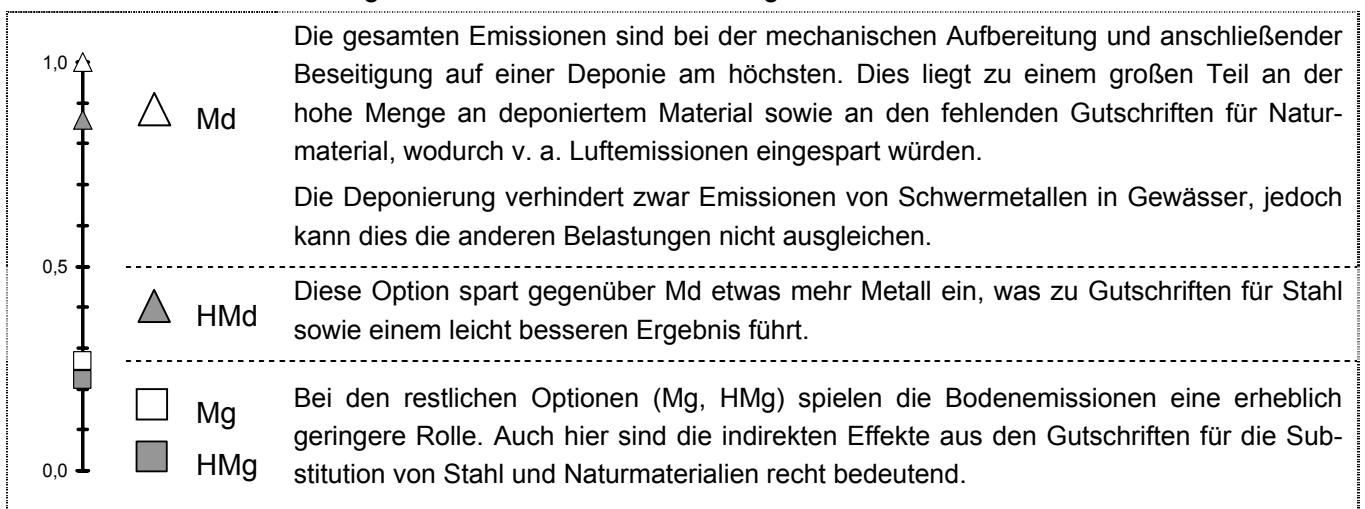 Die gesamten Emissionen sind bei der mechanischen Aufbereitung und anschließender
1,0
Beseitigung auf einer Deponie am höchsten. Dies liegt zu einem großen Teil an der
Md
hohe Menge an deponiertem Material sowie an den fehlenden Gutschriften für Natur-
material, wodurch v. a. Luftemissionen eingespart würden.
Die Deponierung verhindert zwar Emissionen von Schwermetallen in Gewässer, jedoch
kann dies die anderen Belastungen nicht ausgleichen.
0,5
Diese Option spart gegenüber Md etwas mehr Metall ein, was zu Gutschriften für Stahl
HMd
sowie einem leicht besseren Ergebnis führt.
Mg
Bei den restlichen Optionen (Mg, HMg) spielen die Bodenemissionen eine erheblich
geringere Rolle. Auch hier sind die indirekten Effekte aus den Gutschriften für die Sub-
0,0
HMg
stitution von Stahl und Naturmaterialien recht bedeutend.